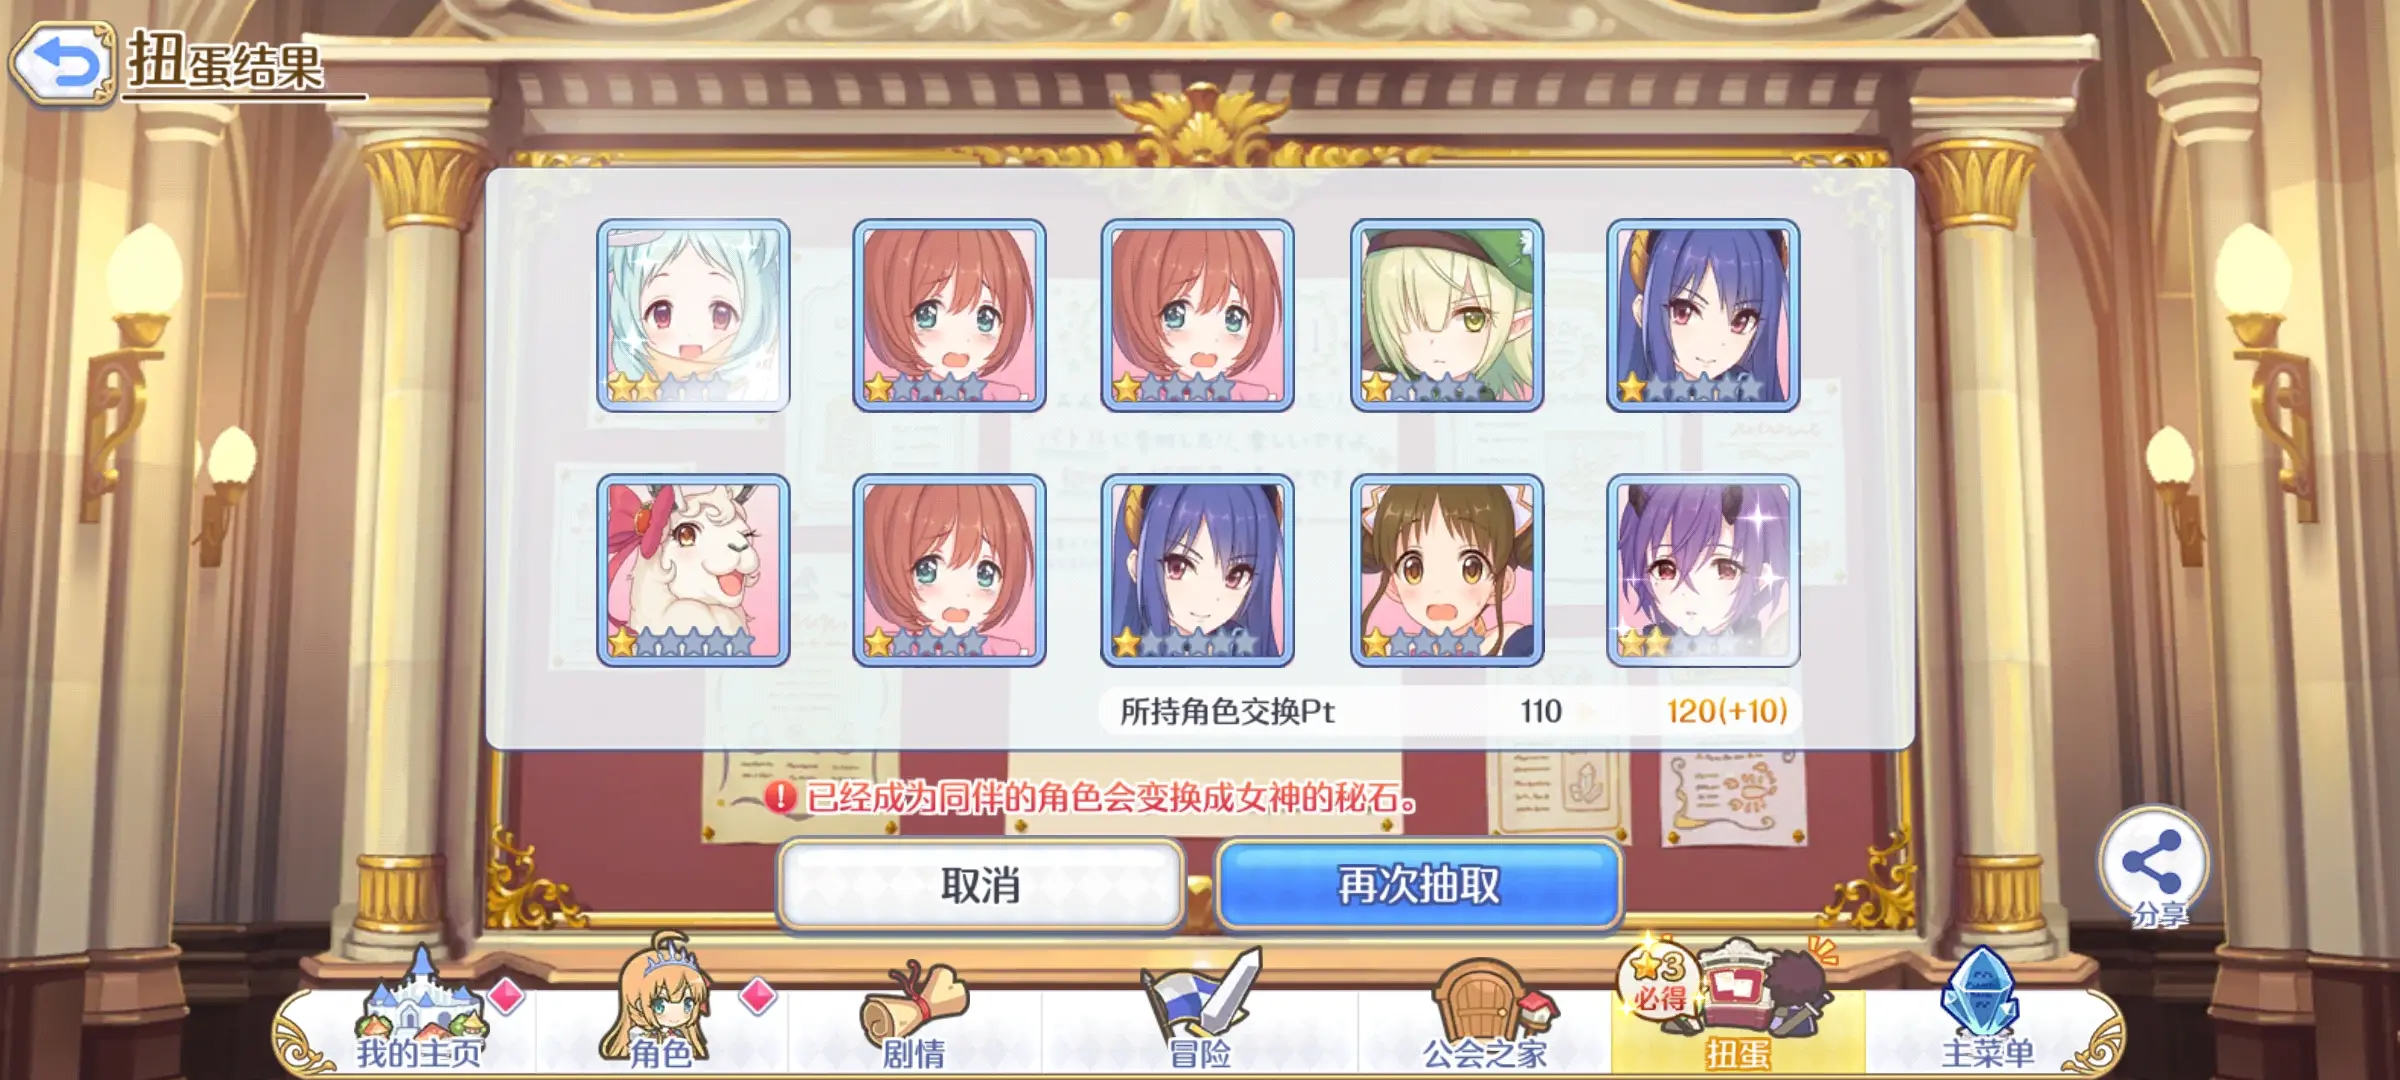 扭蛋结果
所持角色交换Pt 110 120(+10)
已经成为同伴的角色会变换成女神的秘石。
取消
再次抽取
分享
3
必得
我的主页
角色
剧情
冒险
公会之家
扭蛋
主菜单